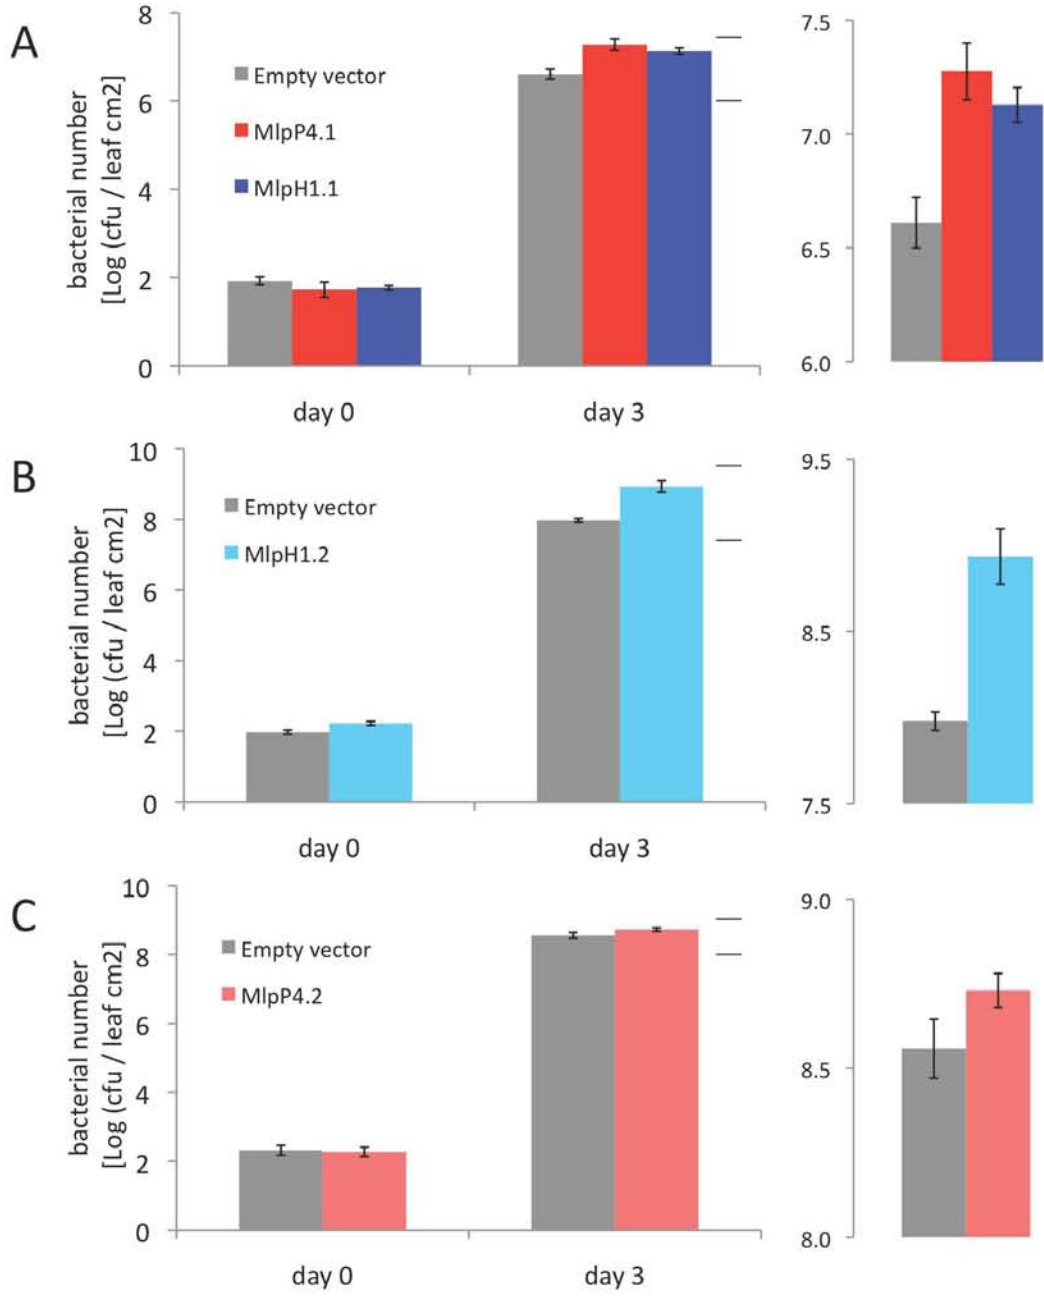 A
bacterial number
[Log (cfu / leaf cm2]
8
6
4
2
0
Empty vector
MlpP4.1
MlpH1.1
day 0
day 3
7.5
7.0
6.5
6.0
B
bacterial number
[Log (cfu / leaf cm2]
10
8
6
4
2
0
Empty vector
MlpH1.2
day 0
day 3
9.5
8.5
7.5
C
bacterial number
[Log (cfu / leaf cm2]
10
8
6
4
2
0
Empty vector
MlpP4.2
day 0
day 3
9.0
8.5
8.0